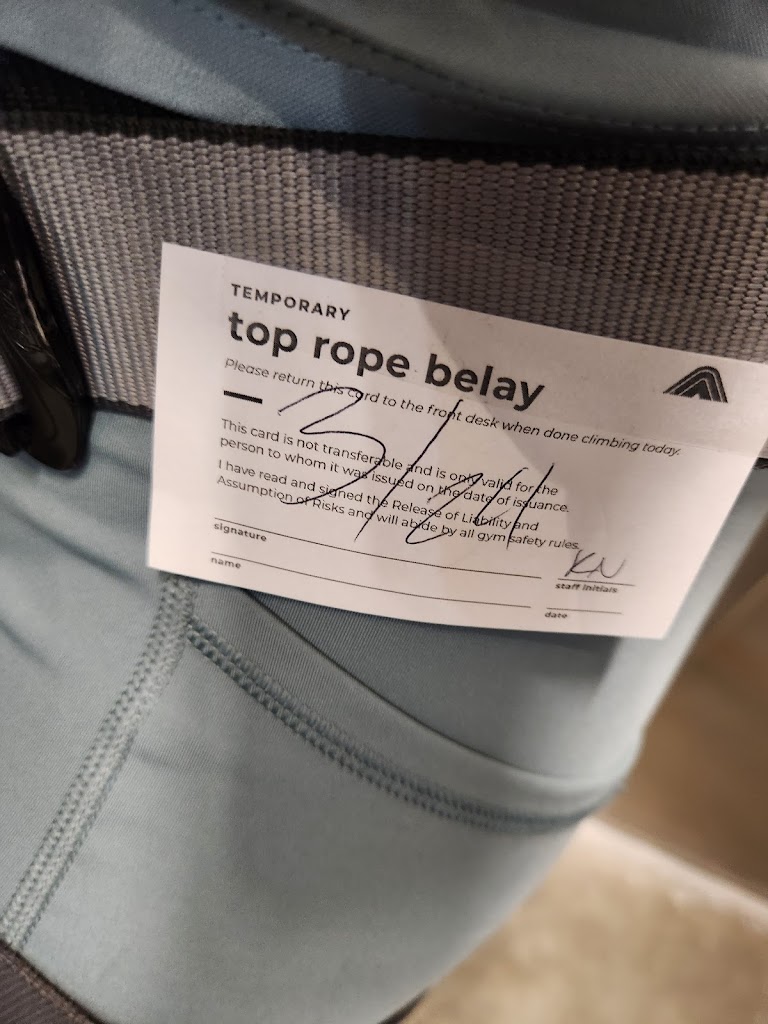 TEMPORARY
top rope belay
Please return this card to the front desk when done climbing today.
This card is not transferable and is only valid for the
person to whom it was issued on the date of issuance.
I have read and signed the Release of Liability and
Assumption of Risks and will abide by all gym safety rules.
KN
signature
staff initials
name
date